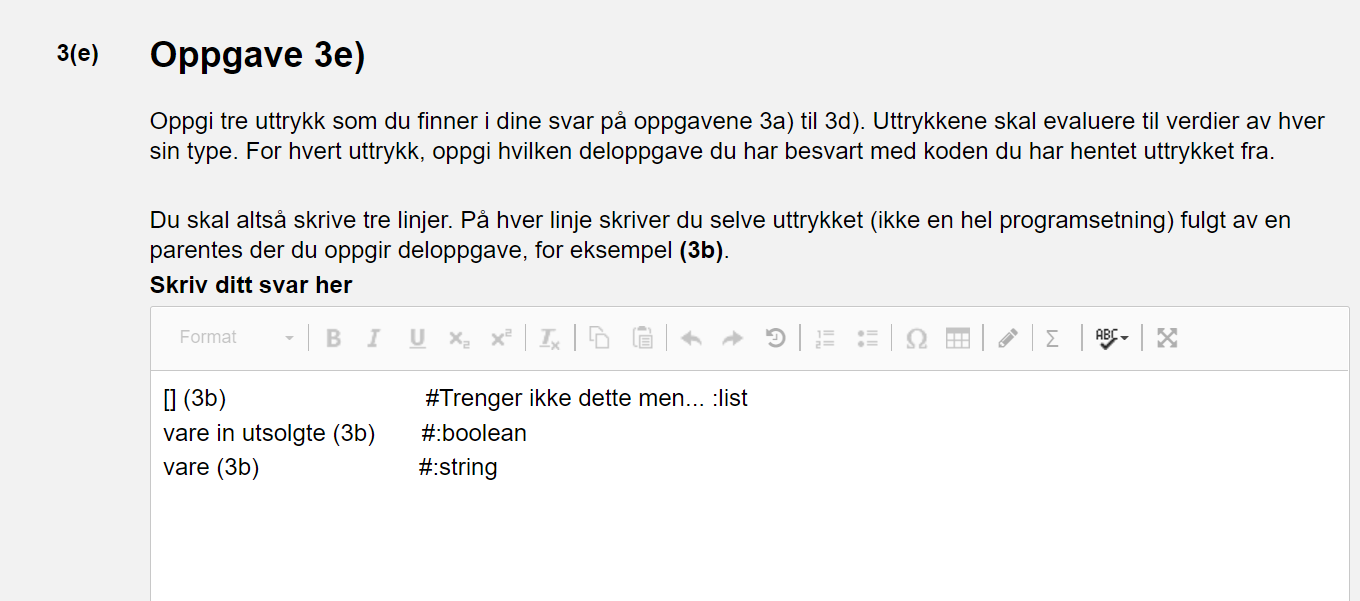 3(e) Oppgave 3e)
Oppgi tre uttrykk som du finner i dine svar på oppgavene 3a) til 3d). Uttrykkene skal evaluere til verdier av hver
sin type. For hvert uttrykk, oppgi hvilken deloppgave du har besvart med koden du har hentet uttrykket fra.
Du skal altså skrive tre linjer. På hver linje skriver du selve uttrykket (ikke en hel programsetning) fulgt av en
parentes der du oppgir deloppgave, for eksempel (3b).
Skriv ditt svar her
Format B I U x₂ x² Iₓ Ω Σ ABC
[] (3b) #Trenger ikke dette men... :list
vare in utsolgte (3b) #:boolean
vare (3b) #:string